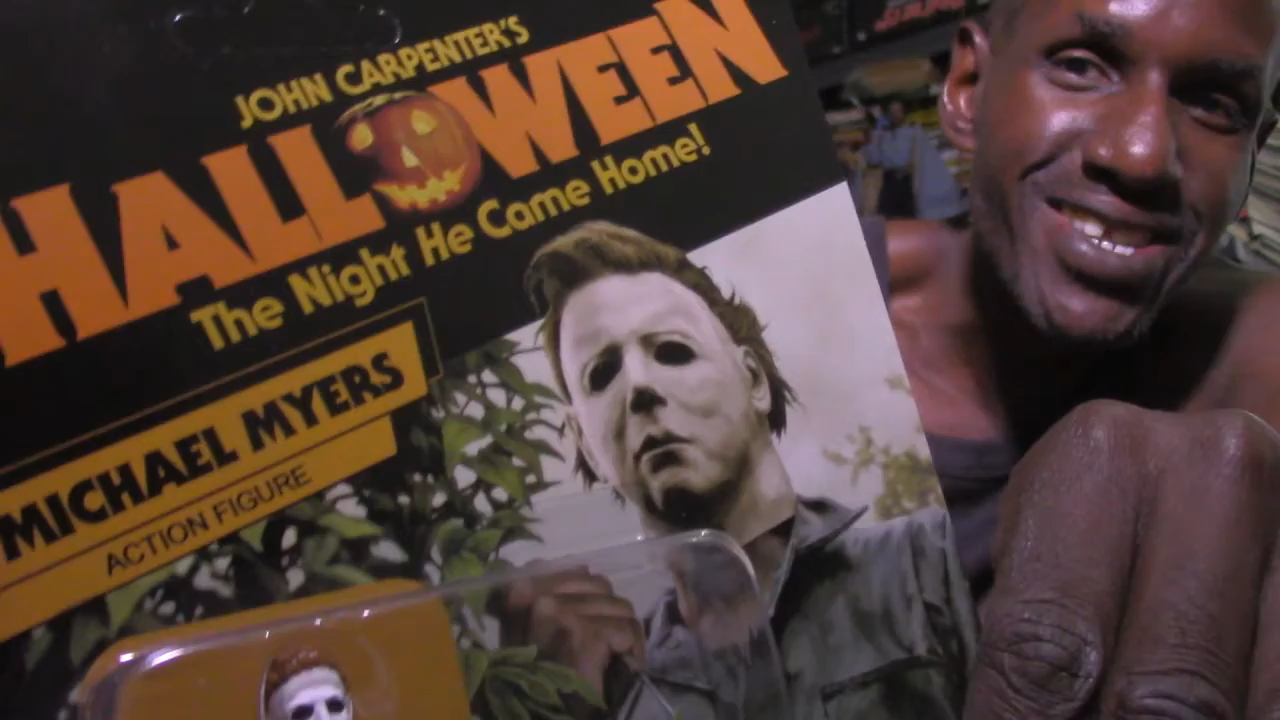 JOHN CARPENTER'S
HALLOWEEN
The Night He Came Home!
MICHAEL MYERS
ACTION FIGURE